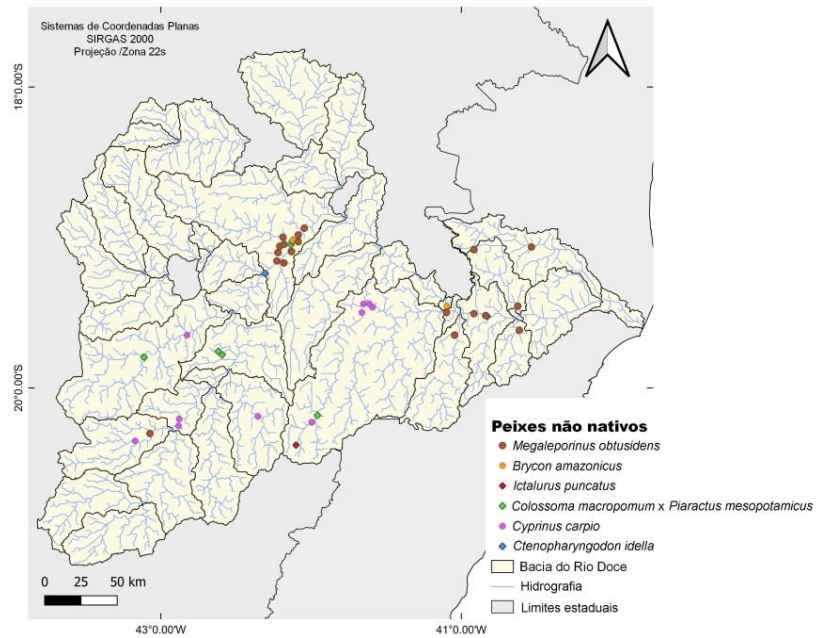 Sistemas de Coordenadas Planas
SIRGAS 2000
Projeção /Zona 22s
18°0.00'S
20°0.00'S
Peixes não nativos
Megaleporinus obtusidens
Brycon amazonicus
Ictalurus puncatus
Colossoma macropomum x Piaractus mesopotamicus
Cyprinus carpio
Ctenopharyngodon idella
Bacia do Rio Doce
Hidrografia
Limites estaduais
0 25 50 km
43°0.00'W 41°0.00'W